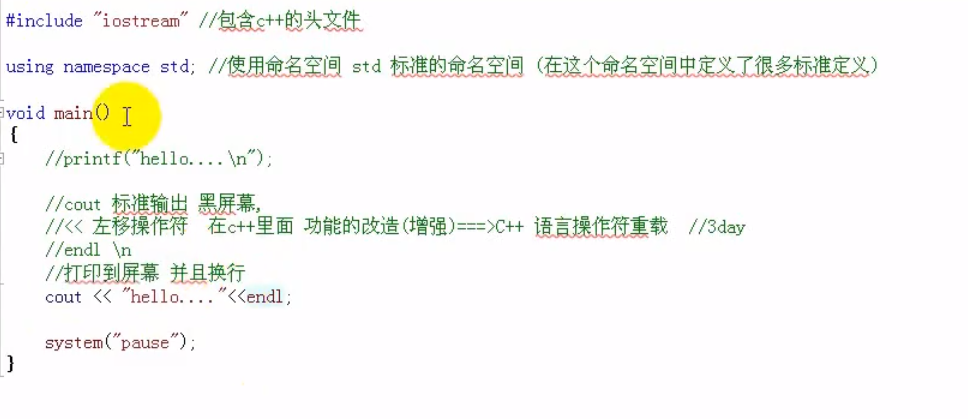 #include "iostream" //包含c++的头文件
using namespace std; //使用命名空间 std 标准的命名空间 (在这个命名空间中定义了很多标准定义)
void main()
{
//printf("hello....\n");
//cout 标准输出 黑屏幕,
//<< 左移操作符 在c++里面 功能的改造(增强)===>C++ 语言操作符重载 //3day
//endl \n
//打印到屏幕 并且换行
cout << "hello...."<<endl;
system("pause");
}